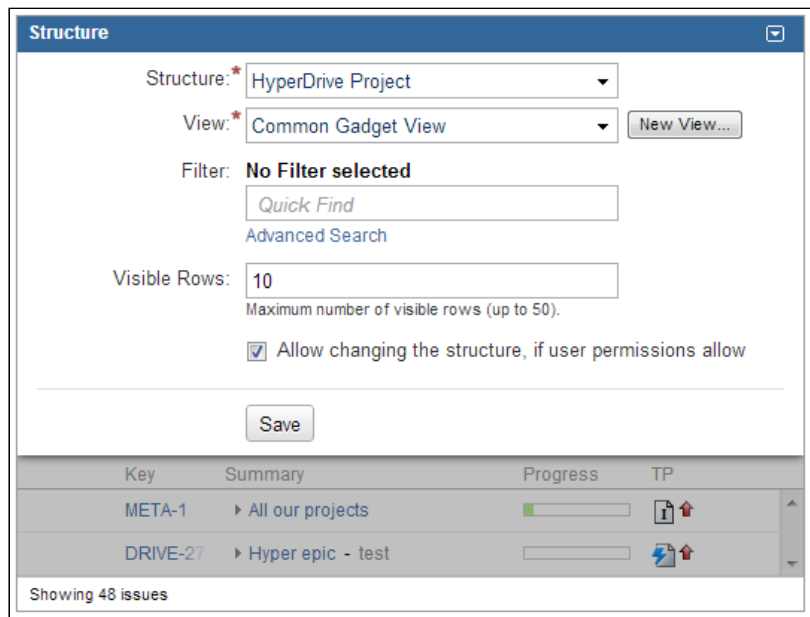 Structure
Structure:* HyperDrive Project
View:* Common Gadget View New View...
Filter: No Filter selected
Quick Find
Advanced Search
Visible Rows: 10
Maximum number of visible rows (up to 50).
Allow changing the structure, if user permissions allow
Save
Key Summary Progress TP
META-1 All our projects I
DRIVE-27 Hyper epic - test
Showing 48 issues